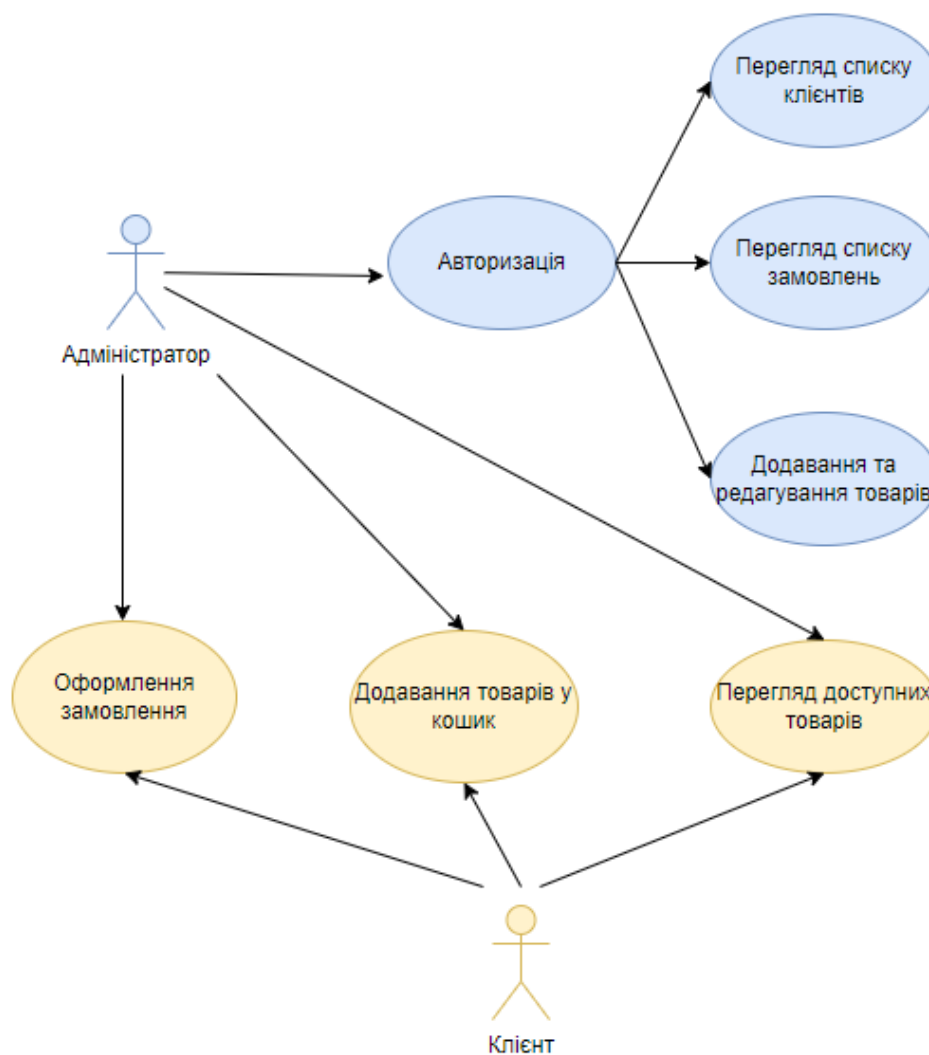 Перегляд списку
клієнтів
Авторизація
Перегляд списку
замовлень
Адміністратор
Додавання та
редагування товарів
Оформлення
замовлення
Додавання товарів у
кошик
Перегляд доступних
товарів
Клієнт